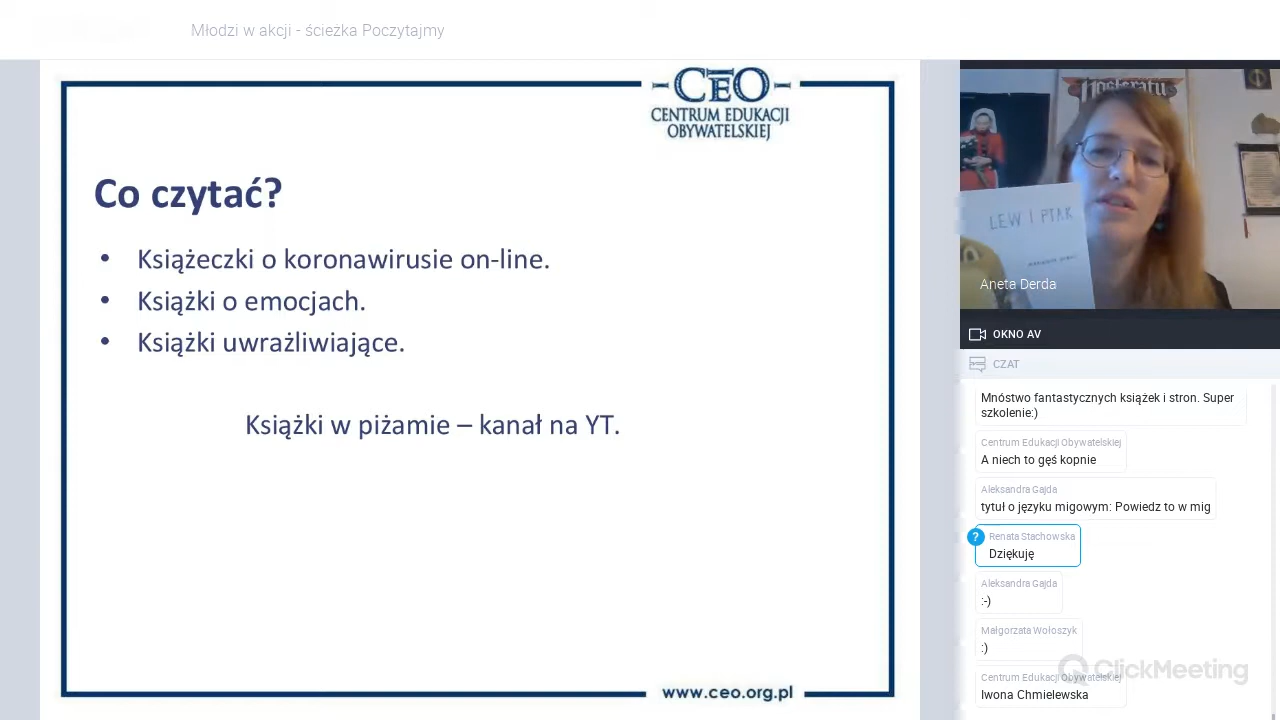 Młodzi w akcji - ścieżka Poczytajmy
CEO
CENTRUM EDUKACJI
OBYWATELSKIEJ
Co czytać?
• Książeczki o koronawirusie on-line.
• Książki o emocjach.
• Książki uwrażliwiające.
Książki w piżamie – kanał na YT.
www.ceo.org.pl
Nosferatu
LEW I PTAK
Aneta Derda
OKNO AV
CZAT
Mnóstwo fantastycznych książek i stron. Super
szkolenie:)
Centrum Edukacji Obywatelskiej
A niech to gęś kopnie
Aleksandra Gajda
tytuł o języku migowym: Powiedz to w mig
?
Renata Stachowska
Dziękuję
Aleksandra Gajda
:-)
Małgorzata Wołoszyk
:)
Centrum Edukacji Obywatelskiej
Iwona Chmielewska
ClickMeeting